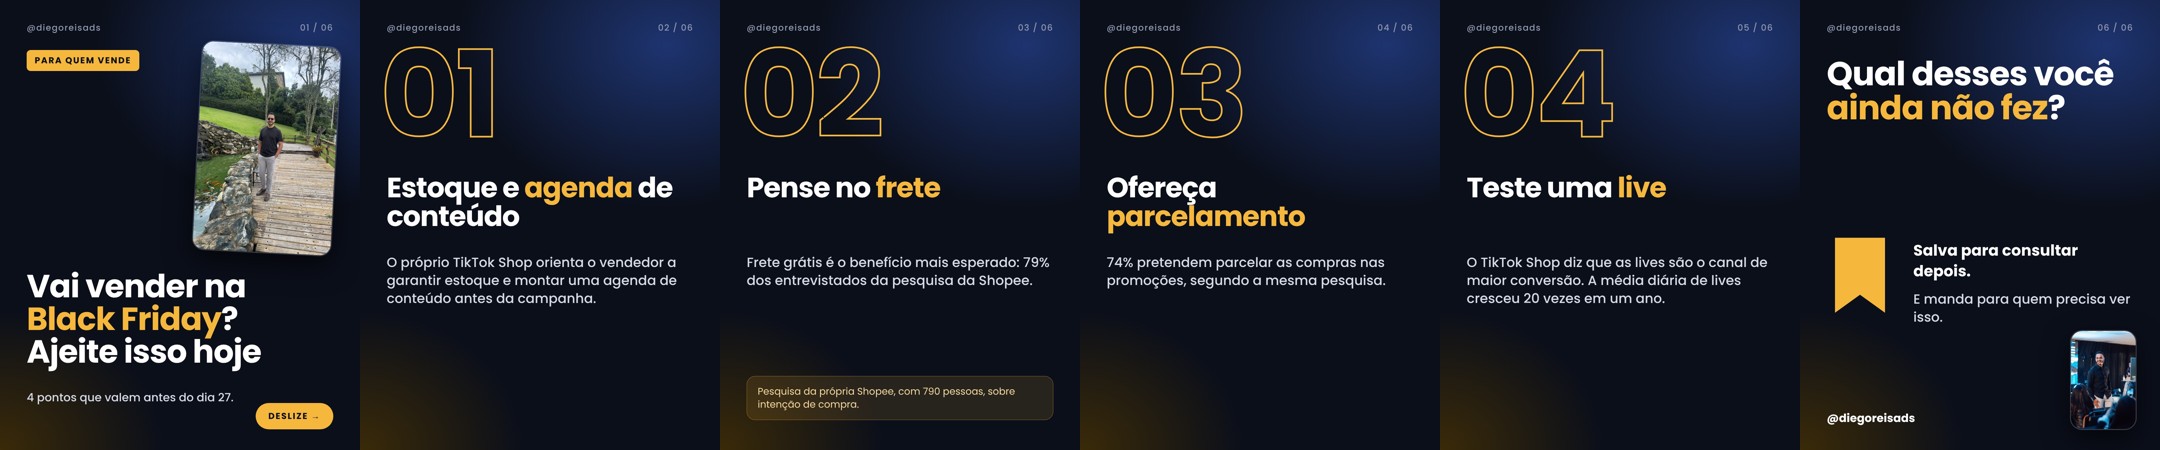 @diegoreisads
01 / 06
PARA QUEM VENDE
Vai vender na
Black Friday?
Ajeite isso hoje
4 pontos que valem antes do dia 27.
DESLIZE →
@diegoreisads
02 / 06
01
Estoque e agenda de
conteúdo
O próprio TikTok Shop orienta o vendedor a
garantir estoque e montar uma agenda de
conteúdo antes da campanha.
@diegoreisads
03 / 06
02
Pense no frete
Frete grátis é o benefício mais esperado: 79%
dos entrevistados da pesquisa da Shopee.
Pesquisa da própria Shopee, com 790 pessoas, sobre
intenção de compra.
@diegoreisads
04 / 06
03
Ofereça
parcelamento
74% pretendem parcelar as compras nas
promoções, segundo a mesma pesquisa.
@diegoreisads
05 / 06
04
Teste uma live
O TikTok Shop diz que as lives são o canal de
maior conversão. A média diária de lives
cresceu 20 vezes em um ano.
@diegoreisads
06 / 06
Qual desses você
ainda não fez?
Salva para consultar
depois.
E manda para quem precisa ver
isso.
@diegoreisads